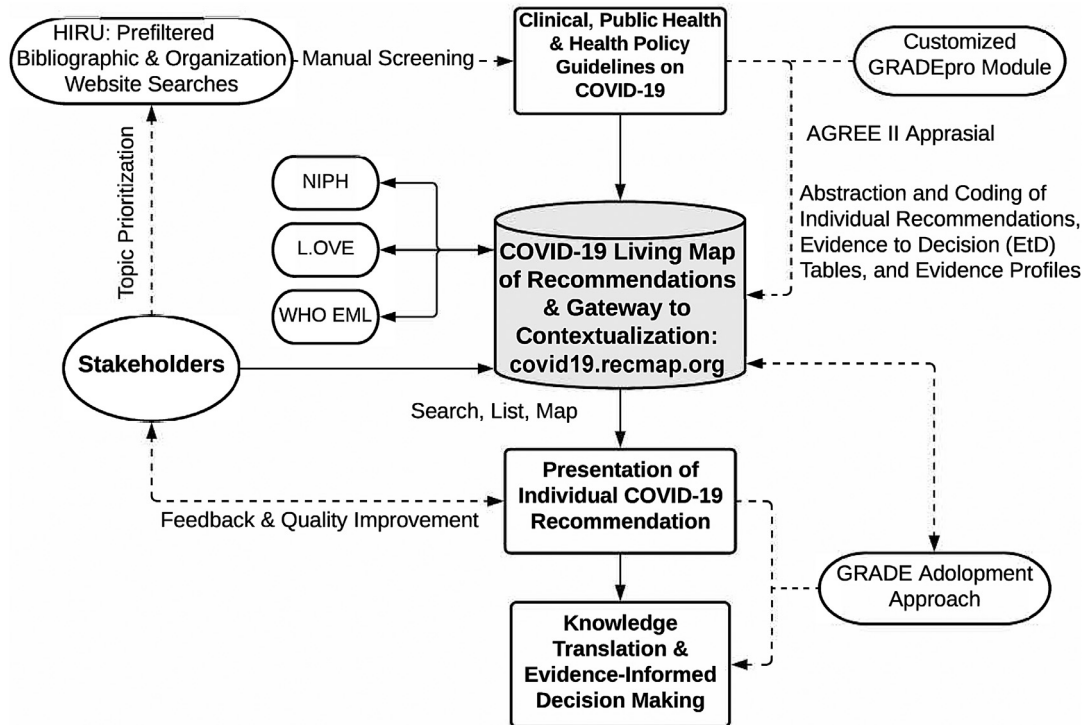 HIRU: Prefiltered
Bibliographic & Organization
Website Searches
Manual Screening
Clinical, Public Health
& Health Policy
Guidelines on
COVID-19
Customized
GRADEpro Module
AGREE II Apprasial
Topic Prioritization
NIPH
L.OVE
WHO EML
Abstraction and Coding of
Individual Recommendations,
Evidence to Decision (EtD)
Tables, and Evidence Profiles
COVID-19 Living Map
of Recommendations
& Gateway to
Contextualization:
covid19.recmap.org
Stakeholders
Search, List, Map
Presentation of
Individual COVID-19
Recommendation
Feedback & Quality Improvement
GRADE Adolopment
Approach
Knowledge
Translation &
Evidence-Informed
Decision Making